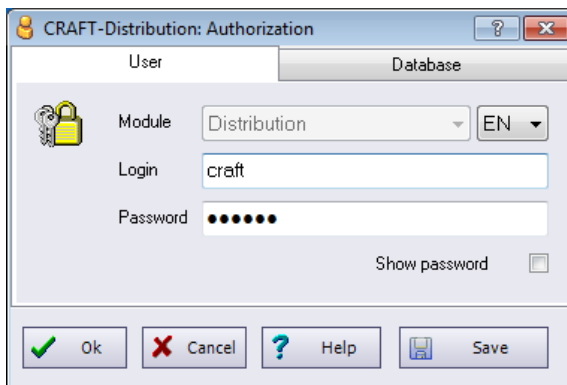 CRAFT-Distribution: Authorization
User Database
Module Distribution EN
Login craft
Password ●●●●●●
Show password
Ok Cancel Help Save